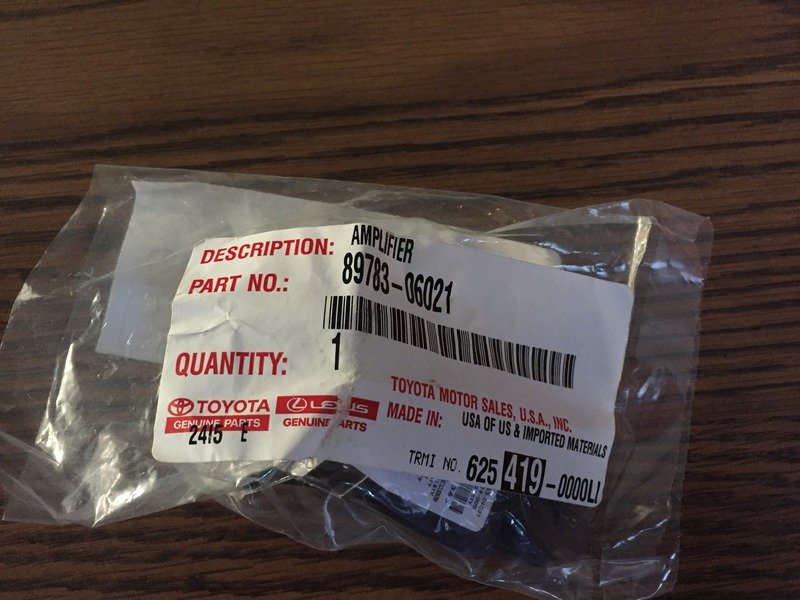 DESCRIPTION: AMPLIFIER
PART NO.: 89783-06021
QUANTITY: 1
TOYOTA MOTOR SALES, U.S.A., INC.
TOYOTA LEXUS MADE IN: USA OF US & IMPORTED MATERIALS
GENUINE PARTS GENUINE PARTS
2415 E
TRMI NO. 625 419-0000LI